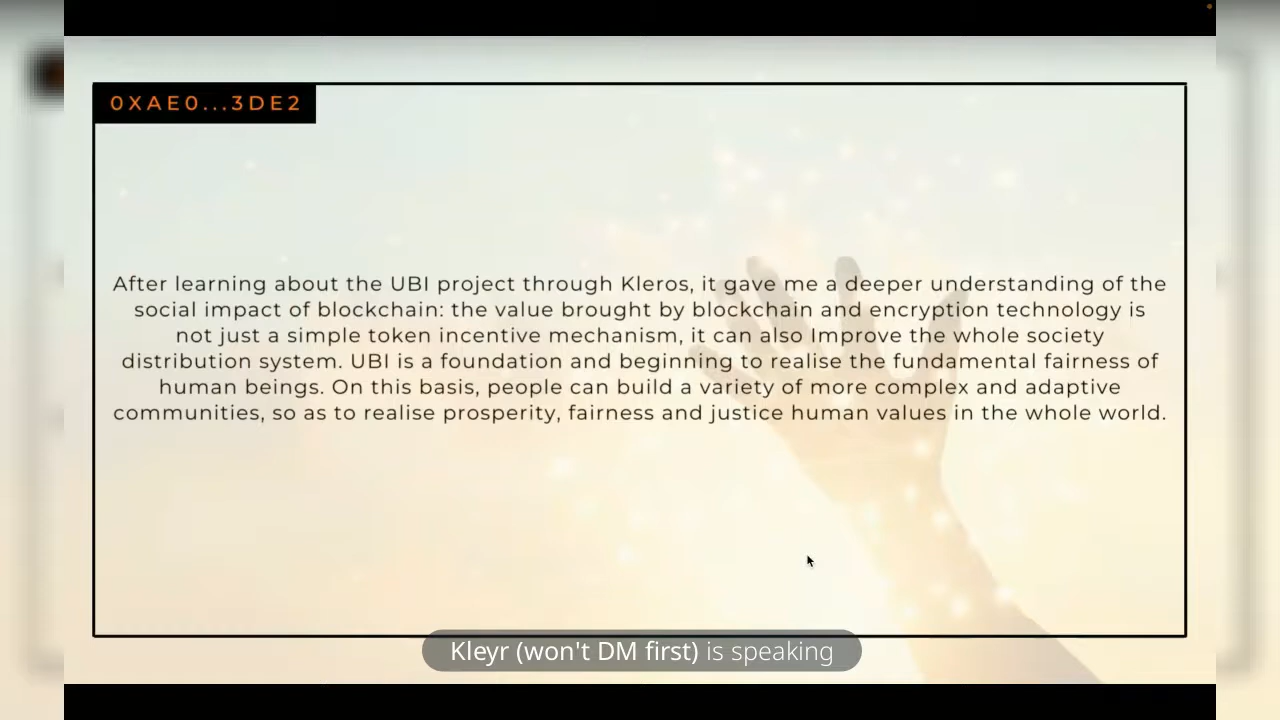 0XAE0...3DE2
After learning about the UBI project through Kleros, it gave me a deeper understanding of the
social impact of blockchain: the value brought by blockchain and encryption technology is
not just a simple token incentive mechanism, it can also Improve the whole society
distribution system. UBI is a foundation and beginning to realise the fundamental fairness of
human beings. On this basis, people can build a variety of more complex and adaptive
communities, so as to realise prosperity, fairness and justice human values in the whole world.
Kleyr (won't DM first) is speaking